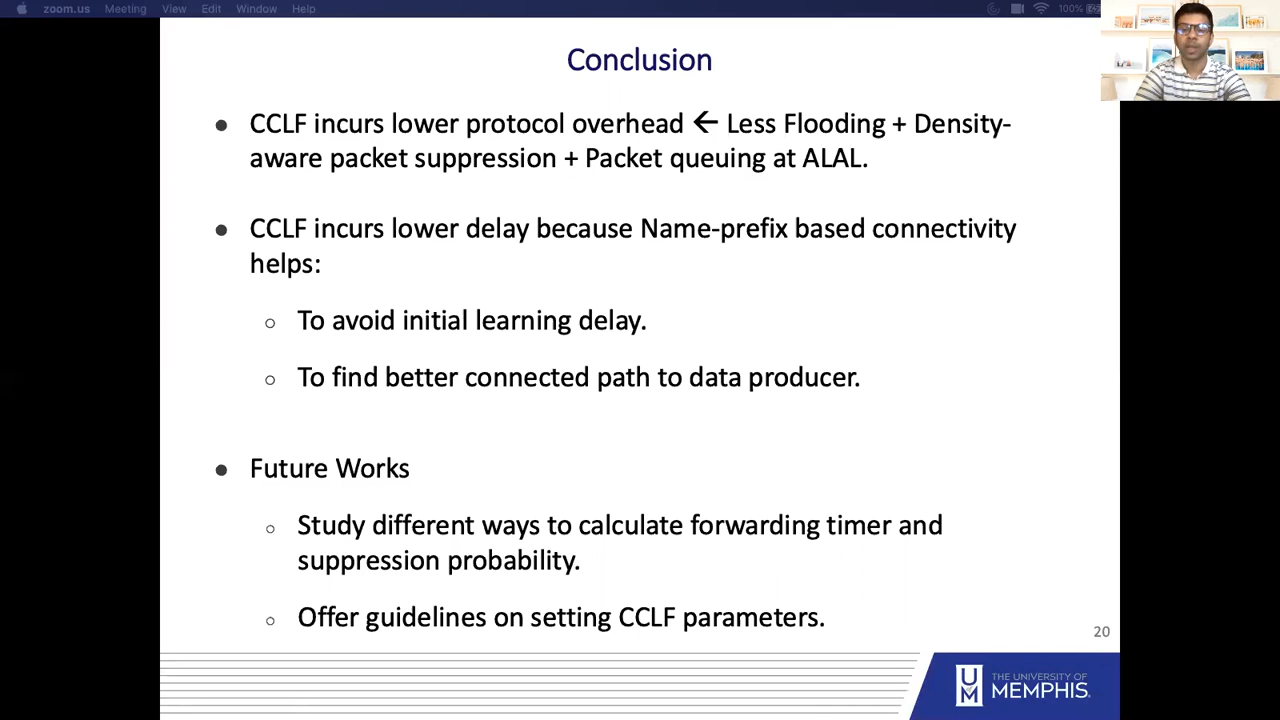 zoom.us Meeting View Edit Window Help 100%
Conclusion
● CCLF incurs lower protocol overhead ← Less Flooding + Density-
aware packet suppression + Packet queuing at ALAL.
● CCLF incurs lower delay because Name-prefix based connectivity
helps:
○ To avoid initial learning delay.
○ To find better connected path to data producer.
● Future Works
○ Study different ways to calculate forwarding timer and
suppression probability.
○ Offer guidelines on setting CCLF parameters.
20
UM
THE UNIVERSITY OF
MEMPHIS.